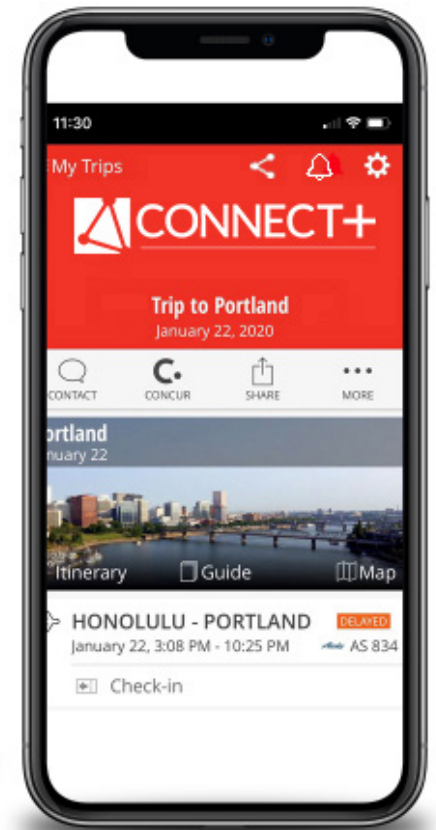 11:30
My Trips
CONNECT+
Trip to Portland
January 22, 2020
CONTACT
CONCUR
SHARE
MORE
ortland
nuary 22
Itinerary Guide Map
HONOLULU - PORTLAND DELAYED
January 22, 3:08 PM - 10:25 PM Alaska AS 834
Check-in